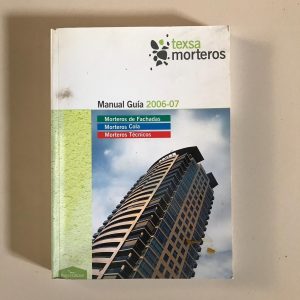 texsa
morteros
Manual Guía 2006-07
Morteros de Fachadas
Morteros Cola
Morteros Técnicos